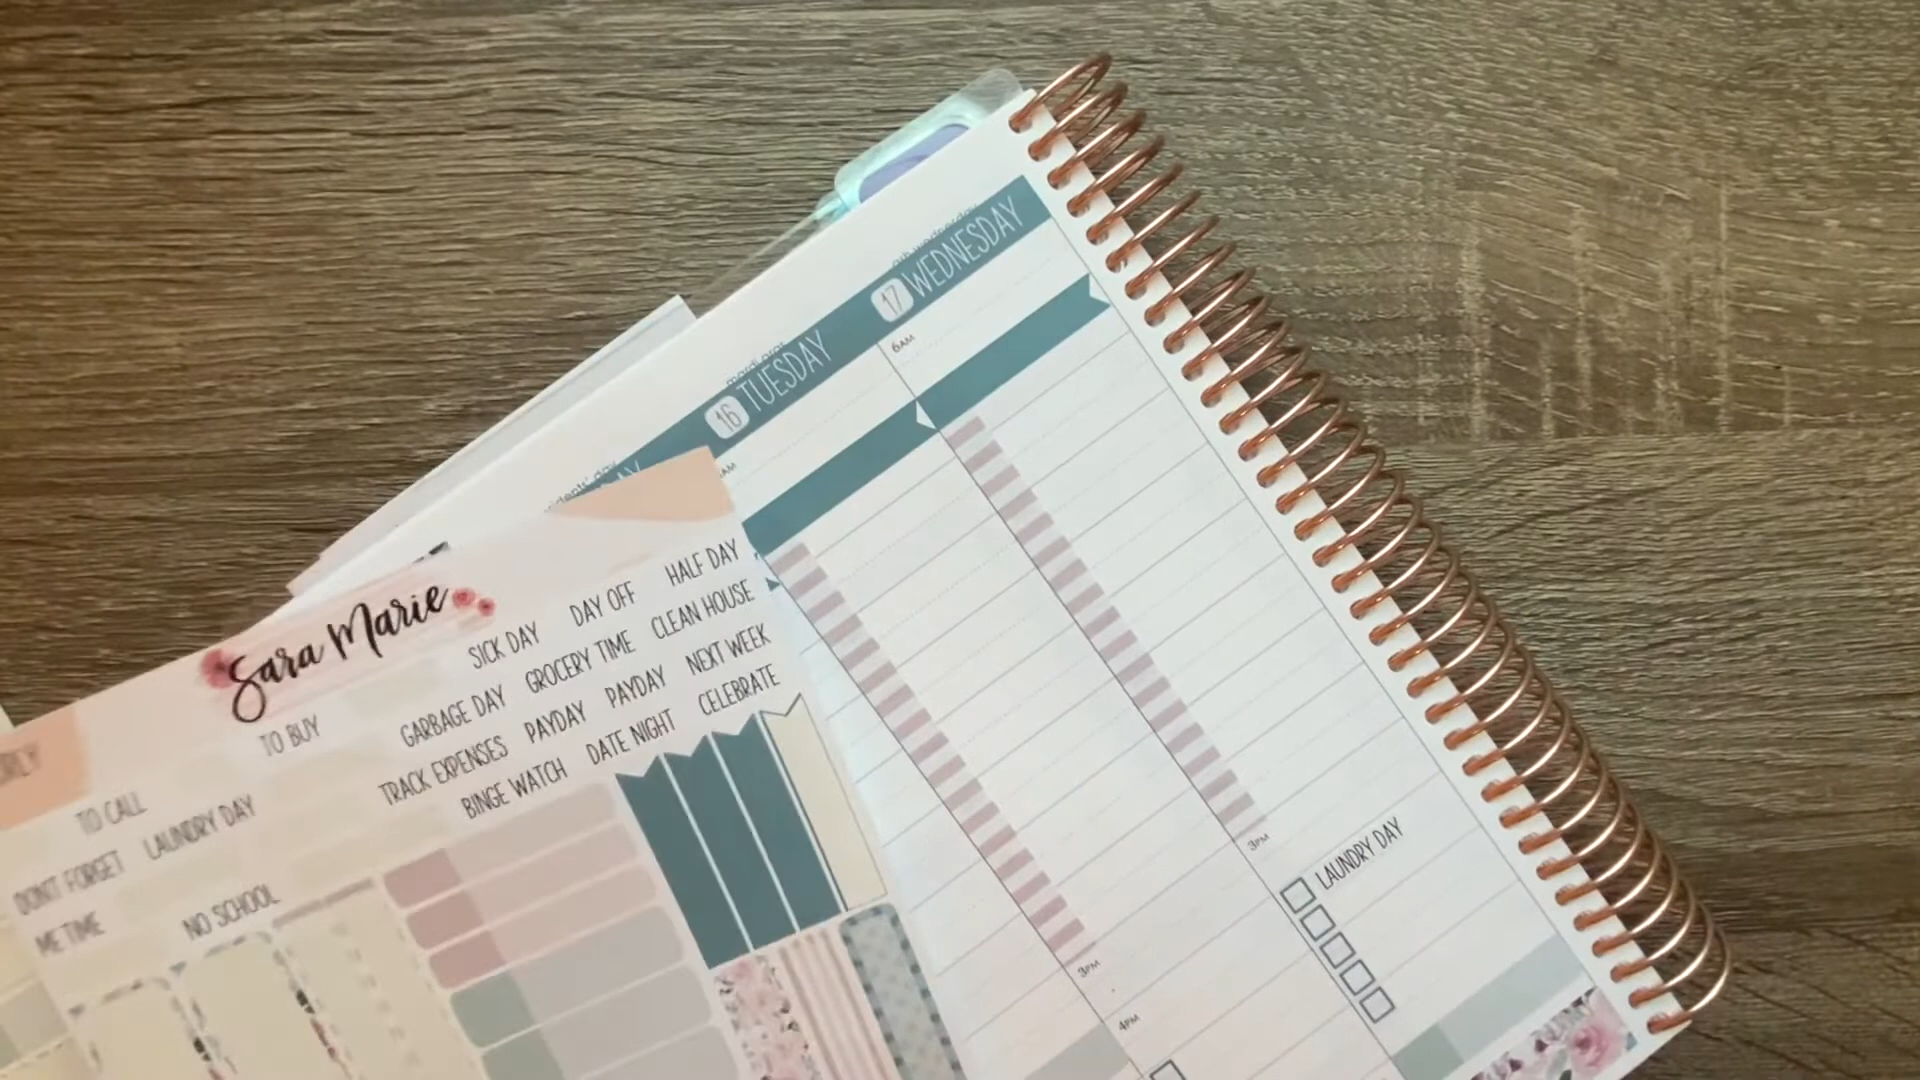 17 WEDNESDAY
16 TUESDAY
6AM
3PM
LAUNDRY DAY
3PM
4PM
Sara Marie
SICK DAY
DAY OFF
HALF DAY
TO BUY
GARBAGE DAY
GROCERY TIME
CLEAN HOUSE
TO CALL
TRACK EXPENSES
PAYDAY
PAYDAY
NEXT WEEK
DON'T FORGET
LAUNDRY DAY
BINGE WATCH
DATE NIGHT
CELEBRATE
ME TIME
NO SCHOOL